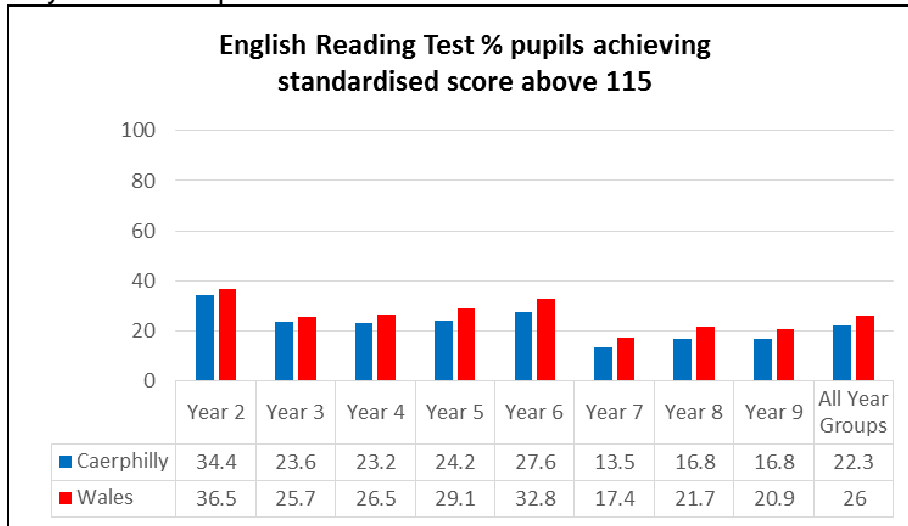 English Reading Test % pupils achieving
standardised score above 115
100
80
60
40
20
0
Year 2 Year 3 Year 4 Year 5 Year 6 Year 7 Year 8 Year 9 All Year Groups
Caerphilly 34.4 23.6 23.2 24.2 27.6 13.5 16.8 16.8 22.3
Wales 36.5 25.7 26.5 29.1 32.8 17.4 21.7 20.9 26